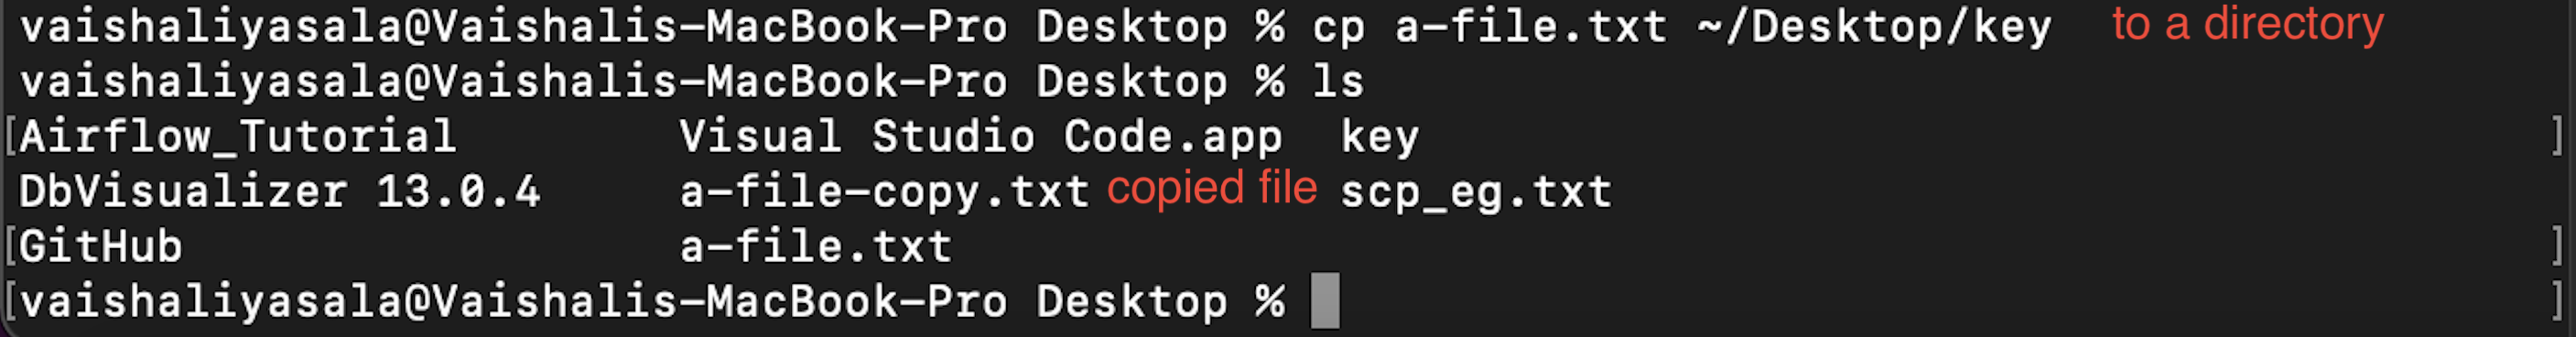 vaishaliyasala@Vaishalis-MacBook-Pro Desktop % cp a-file.txt ~/Desktop/key to a directory
vaishaliyasala@Vaishalis-MacBook-Pro Desktop % ls
[Airflow_Tutorial Visual Studio Code.app key ]
DbVisualizer 13.0.4 a-file-copy.txt copied file scp_eg.txt
[GitHub a-file.txt ]
[vaishaliyasala@Vaishalis-MacBook-Pro Desktop % ]